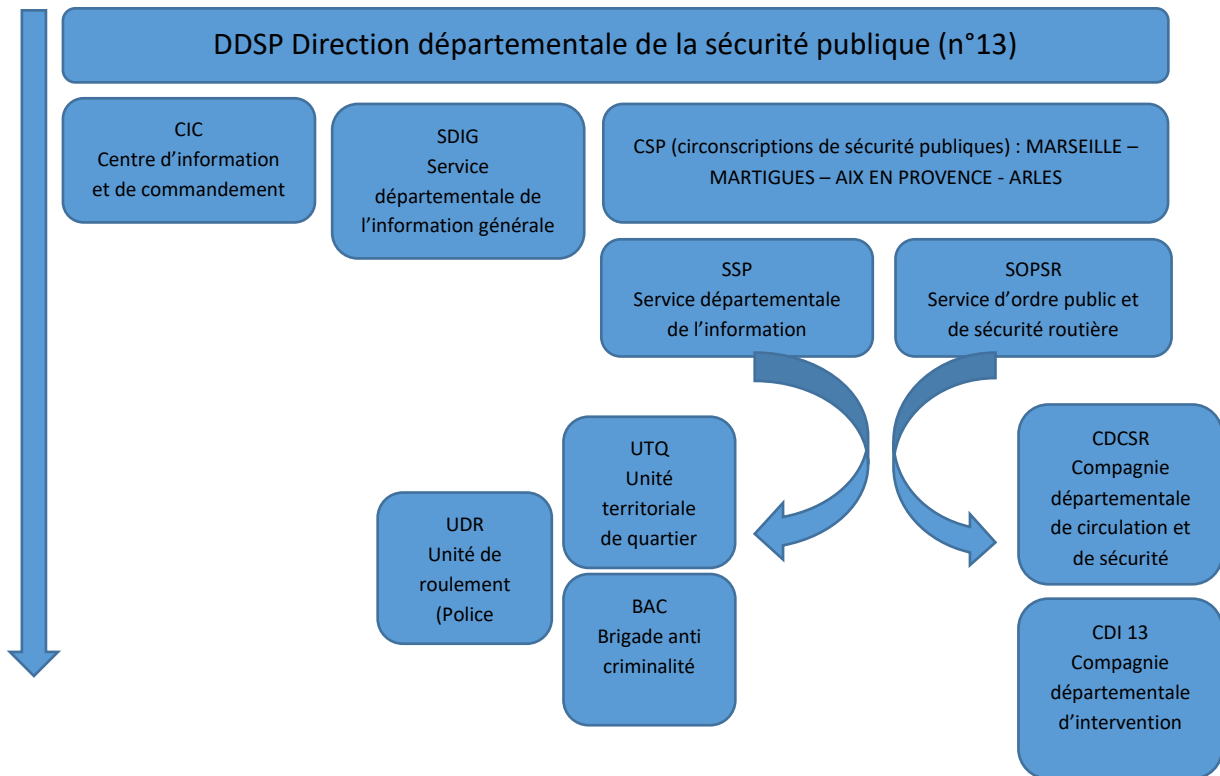 DDSP Direction départementale de la sécurité publique (n°13)
CIC
Centre d’information
et de commandement
SDIG
Service
départementale de
l’information générale
CSP (circonscriptions de sécurité publiques) : MARSEILLE –
MARTIGUES – AIX EN PROVENCE - ARLES
SSP
Service départementale
de l’information
SOPSR
Service d’ordre public et
de sécurité routière
UTQ
Unité
territoriale
de quartier
UDR
Unité de
roulement
(Police
BAC
Brigade anti
criminalité
CDCSR
Compagnie
départementale
de circulation et
de sécurité
CDI 13
Compagnie
départementale
d’intervention